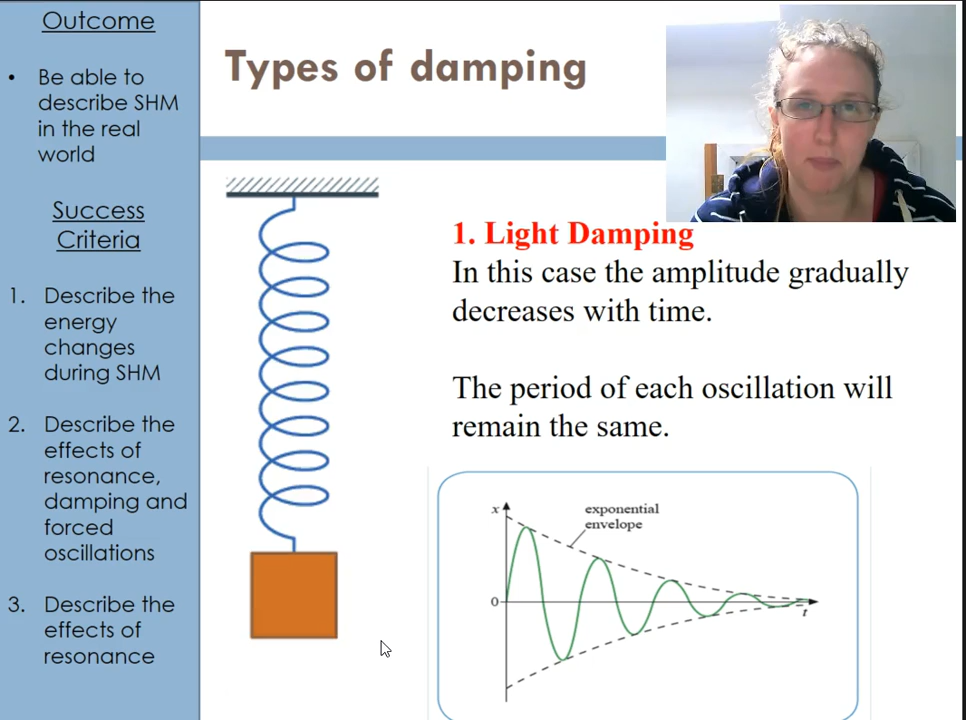 Outcome
• Be able to
describe SHM
in the real
world
Success
Criteria
1. Describe the
energy
changes
during SHM
2. Describe the
effects of
resonance,
damping and
forced
oscillations
3. Describe the
effects of
resonance
Types of damping
1. Light Damping
In this case the amplitude gradually
decreases with time.
The period of each oscillation will
remain the same.
x
exponential
envelope
0
t